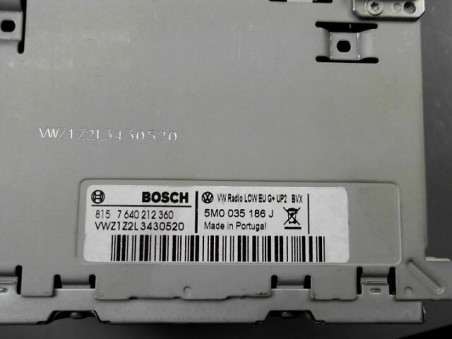 VWZ1Z2L3430520
BOSCH
VW Radio LOW EU G+ UP2 BVX
815 7 640 212 360
5M0 035 186 J
VWZ1Z2L3430520
Made in Portugal